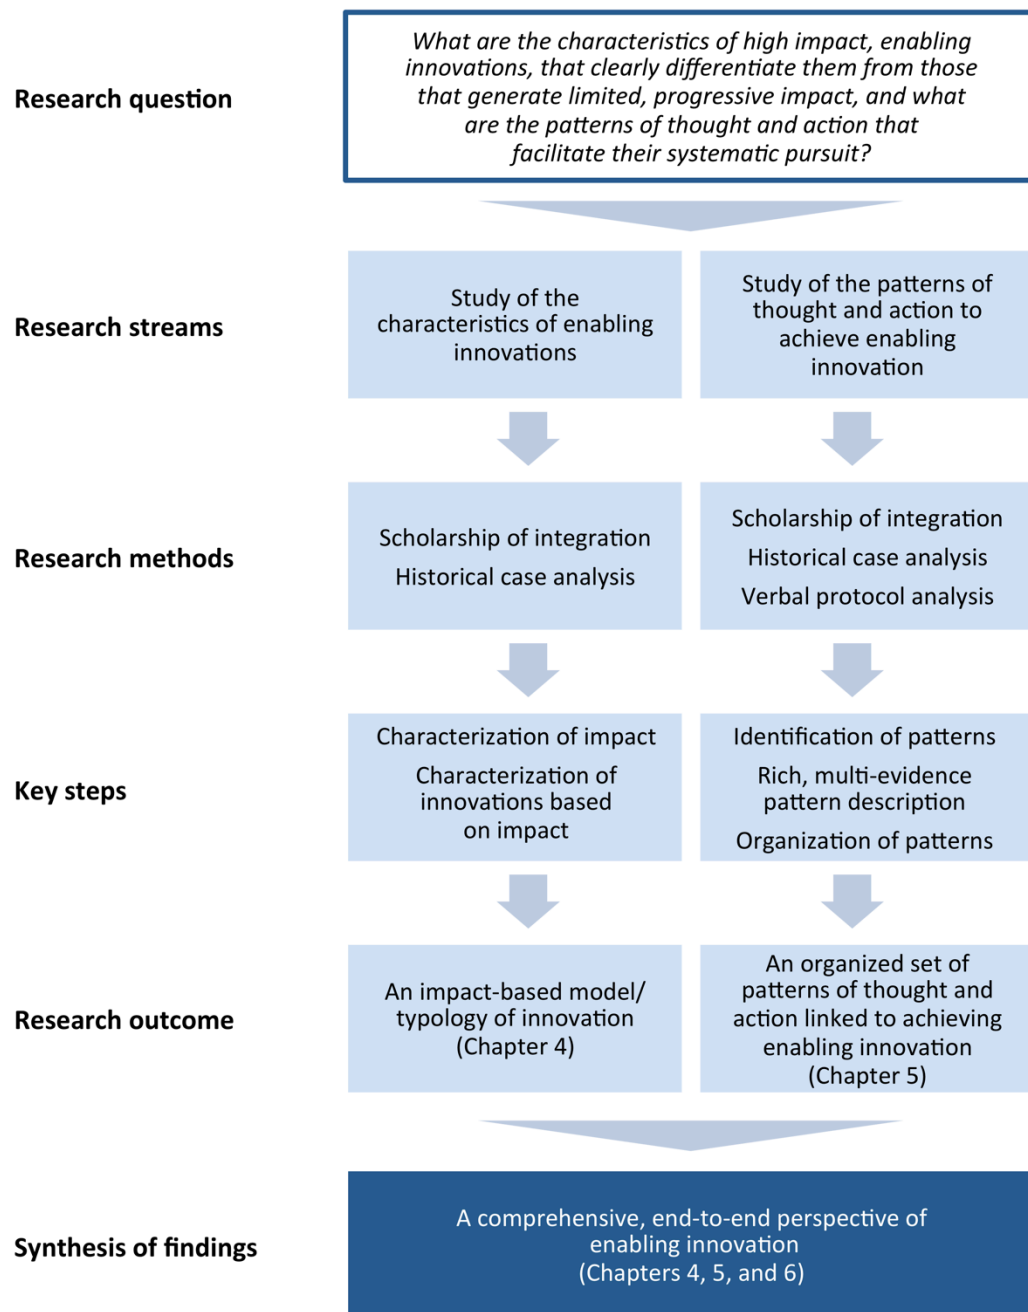 Research question
What are the characteristics of high impact, enabling
innovations, that clearly differentiate them from those
that generate limited, progressive impact, and what
are the patterns of thought and action that
facilitate their systematic pursuit?
Research streams
Study of the
characteristics of enabling
innovations
Study of the patterns of
thought and action to
achieve enabling
innovation
Research methods
Scholarship of integration
Historical case analysis
Scholarship of integration
Historical case analysis
Verbal protocol analysis
Key steps
Characterization of impact
Characterization of
innovations based
on impact
Identification of patterns
Rich, multi-evidence
pattern description
Organization of patterns
Research outcome
An impact-based model/
typology of innovation
(Chapter 4)
An organized set of
patterns of thought and
action linked to achieving
enabling innovation
(Chapter 5)
Synthesis of findings
A comprehensive, end-to-end perspective of
enabling innovation
(Chapters 4, 5, and 6)